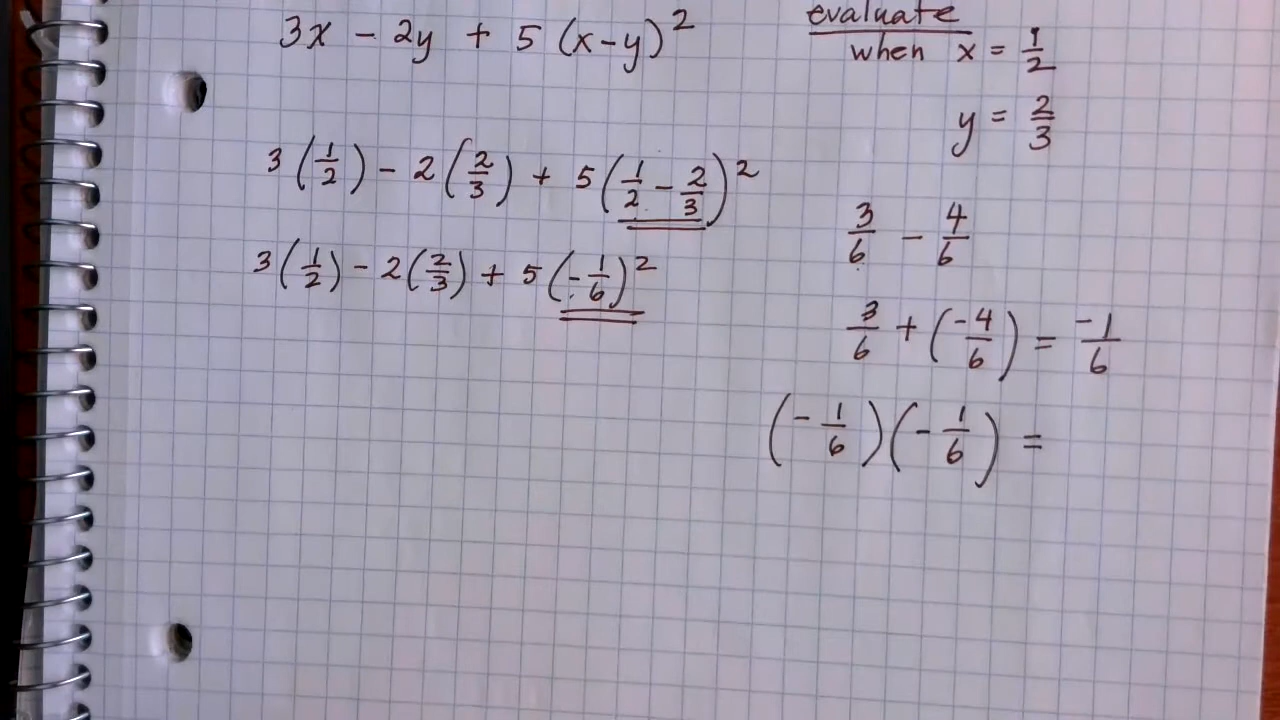 3x - 2y + 5 (x-y)²
evaluate
when x = 1/2
y = 2/3
3(1/2) - 2(2/3) + 5(1/2 - 2/3)²
3(1/2) - 2(2/3) + 5(-1/6)²
3/6 - 4/6
3/6 + (-4/6) = -1/6
(-1/6)(-1/6) =